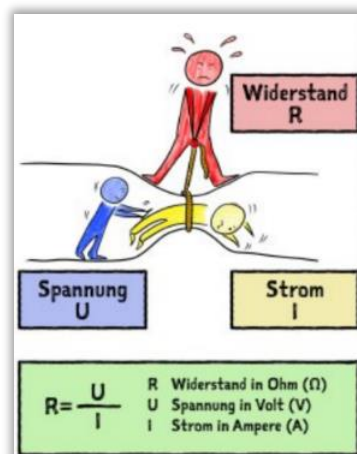 Widerstand
R
Spannung
U
Strom
I
R = U / I
R Widerstand in Ohm (Ω)
U Spannung in Volt (V)
I Strom in Ampere (A)